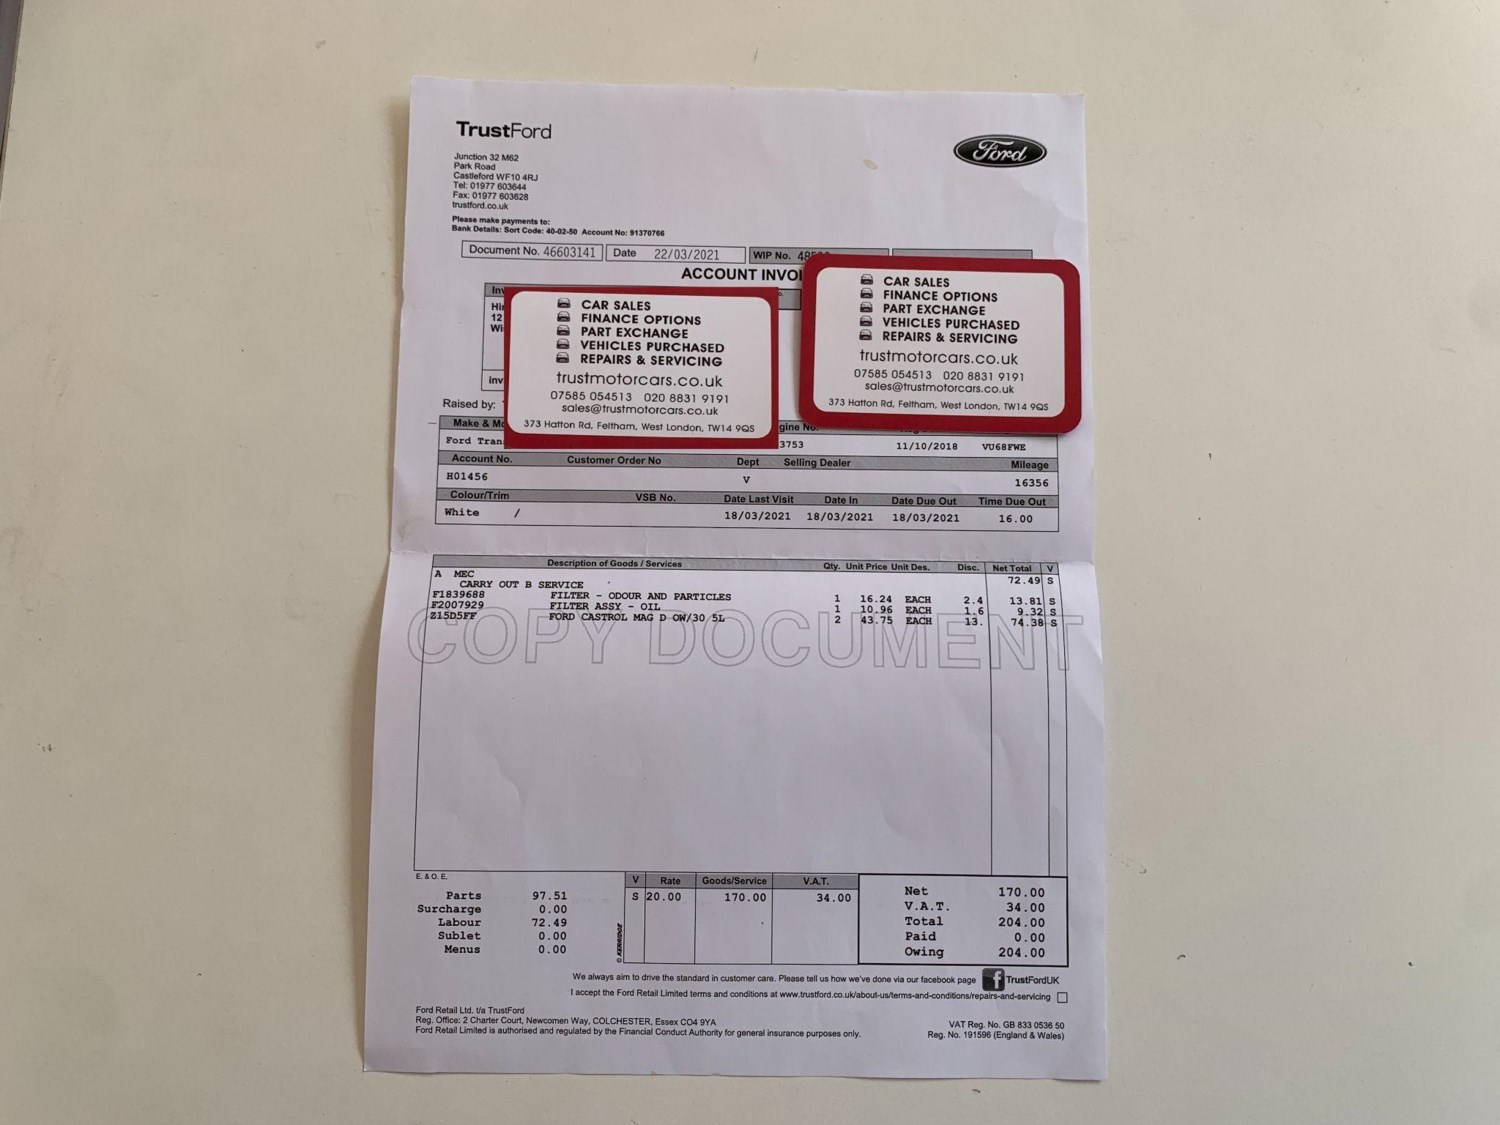 TrustFord
Ford
Junction 32 M62
Park Road
Castleford WF10 4RJ
Tel: 01977 603644
Fax: 01977 603628
trustford.co.uk
Please make payments to:
Bank Details: Sort Code: 40-02-50 Account No: 91370766
Document No. 46603141 Date 22/03/2021 WIP No.
ACCOUNT
CAR SALES
FINANCE OPTIONS
PART EXCHANGE
VEHICLES PURCHASED
REPAIRS & SERVICING
trustmotorcars.co.uk
07585 054513 020 8831 9191
sales@trustmotorcars.co.uk
373 Hatton Rd, Feltham, West London, TW14 9QS
CAR SALES
FINANCE OPTIONS
PART EXCHANGE
VEHICLES PURCHASED
REPAIRS & SERVICING
trustmotorcars.co.uk
07585 054513 020 8831 9191
sales@trustmotorcars.co.uk
373 Hatton Rd, Feltham, West London, TW14 9QS
Raised by:
Make &
Ford 3753 11/10/2018 VU68FWE
Account No. Customer Order No Dept Selling Dealer Mileage
H01456 V 16356
Colour/Trim VSB No. Date Last Visit Date In Date Due Out Time Due Out
White / 18/03/2021 18/03/2021 18/03/2021 16.00
Description of Goods / Services Qty. Unit Price Unit Des. Disc. Net Total V
A MEC 72.49 S
CARRY OUT B SERVICE
F1839688 FILTER - ODOUR AND PARTICLES 1 16.24 EACH 2.4 13.81 S
F2007929 FILTER ASSY - OIL 1 10.96 EACH 1.6 9.32 S
Z15D5FF FORD CASTROL MAG D OW/30 5L 2 43.75 EACH 13. 74.38 S
COPY DOCUMENT
E. & O. E.
Parts 97.51
Surcharge 0.00
Labour 72.49
Sublet 0.00
Menus 0.00
© KERRIDGE
V Rate Goods/Service V.A.T.
S 20.00 170.00 34.00
Net 170.00
V.A.T. 34.00
Total 204.00
Paid 0.00
Owing 204.00
We always aim to drive the standard in customer care. Please tell us how we've done via our facebook page f TrustFordUK
I accept the Ford Retail Limited terms and conditions at www.trustford.co.uk/about-us/terms-and-conditions/repairs-and-servicing
Ford Retail Ltd. t/a TrustFord
Reg. Office: 2 Charter Court, Newcomen Way, COLCHESTER, Essex CO4 9YA
Ford Retail Limited is authorised and regulated by the Financial Conduct Authority for general insurance purposes only.
VAT Reg. No. GB 833 0536 50
Reg. No. 191596 (England & Wales)